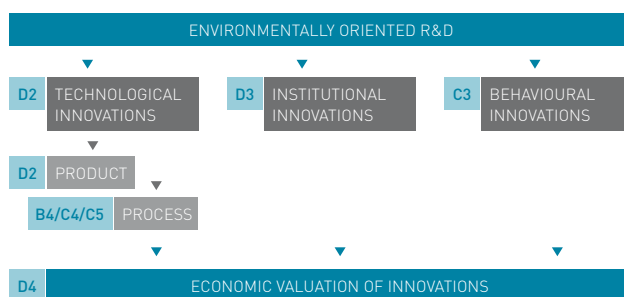 ENVIRONMENTALLY ORIENTED R&D
D2 TECHNOLOGICAL
INNOVATIONS
D3 INSTITUTIONAL
INNOVATIONS
C3 BEHAVIOURAL
INNOVATIONS
D2 PRODUCT
B4/C4/C5 PROCESS
D4 ECONOMIC VALUATION OF INNOVATIONS